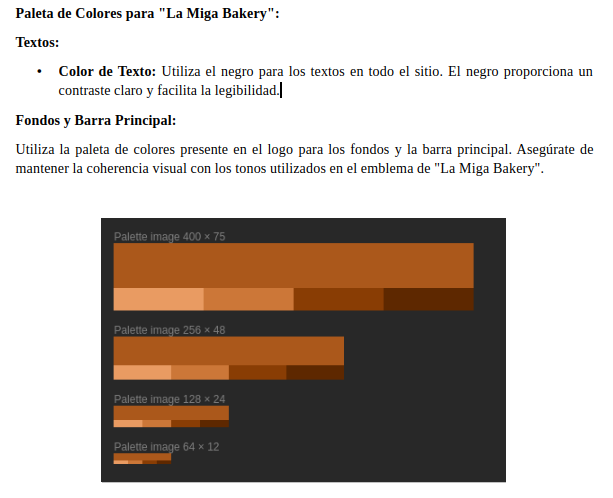 Paleta de Colores para "La Miga Bakery":
Textos:
• Color de Texto: Utiliza el negro para los textos en todo el sitio. El negro proporciona un
contraste claro y facilita la legibilidad.
Fondos y Barra Principal:
Utiliza la paleta de colores presente en el logo para los fondos y la barra principal. Asegúrate de
mantener la coherencia visual con los tonos utilizados en el emblema de "La Miga Bakery".
Palette image 400 × 75
Palette image 256 × 48
Palette image 128 × 24
Palette image 64 × 12